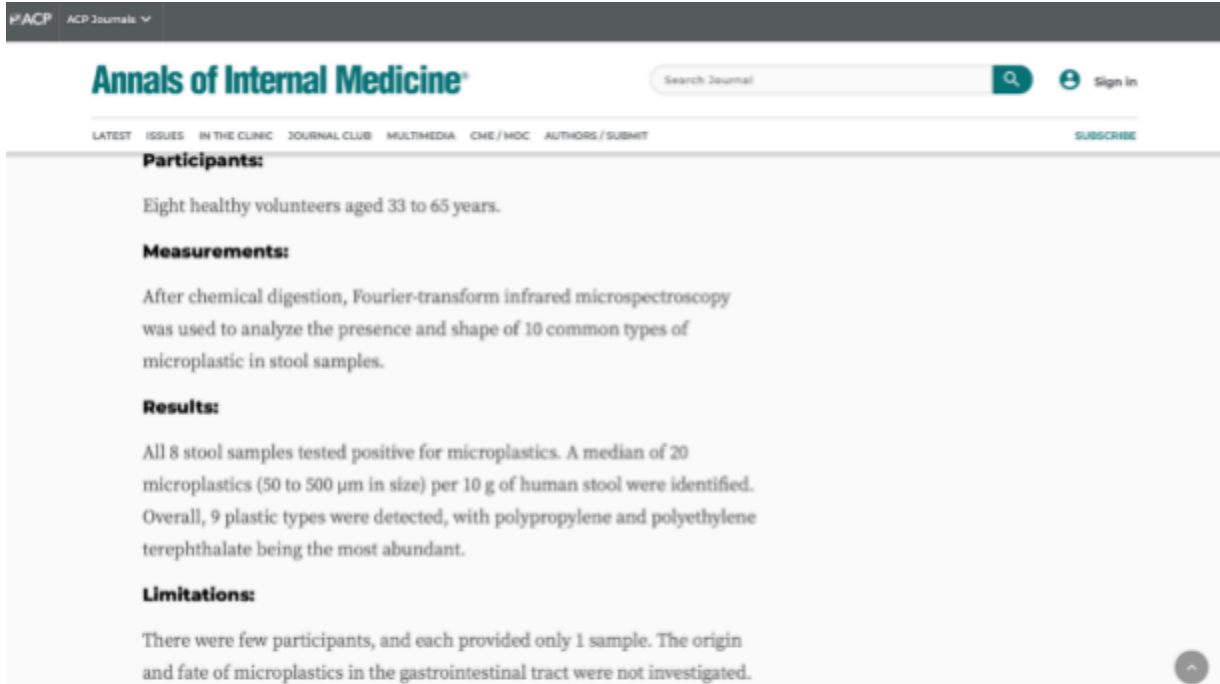 ACP ACP Journals
Annals of Internal Medicine®
Search Journal
Sign in
LATEST ISSUES IN THE CLINIC JOURNAL CLUB MULTIMEDIA CME / MOC AUTHORS / SUBMIT SUBSCRIBE
Participants:
Eight healthy volunteers aged 33 to 65 years.
Measurements:
After chemical digestion, Fourier-transform infrared microspectroscopy
was used to analyze the presence and shape of 10 common types of
microplastic in stool samples.
Results:
All 8 stool samples tested positive for microplastics. A median of 20
microplastics (50 to 500 µm in size) per 10 g of human stool were identified.
Overall, 9 plastic types were detected, with polypropylene and polyethylene
terephthalate being the most abundant.
Limitations:
There were few participants, and each provided only 1 sample. The origin
and fate of microplastics in the gastrointestinal tract were not investigated.